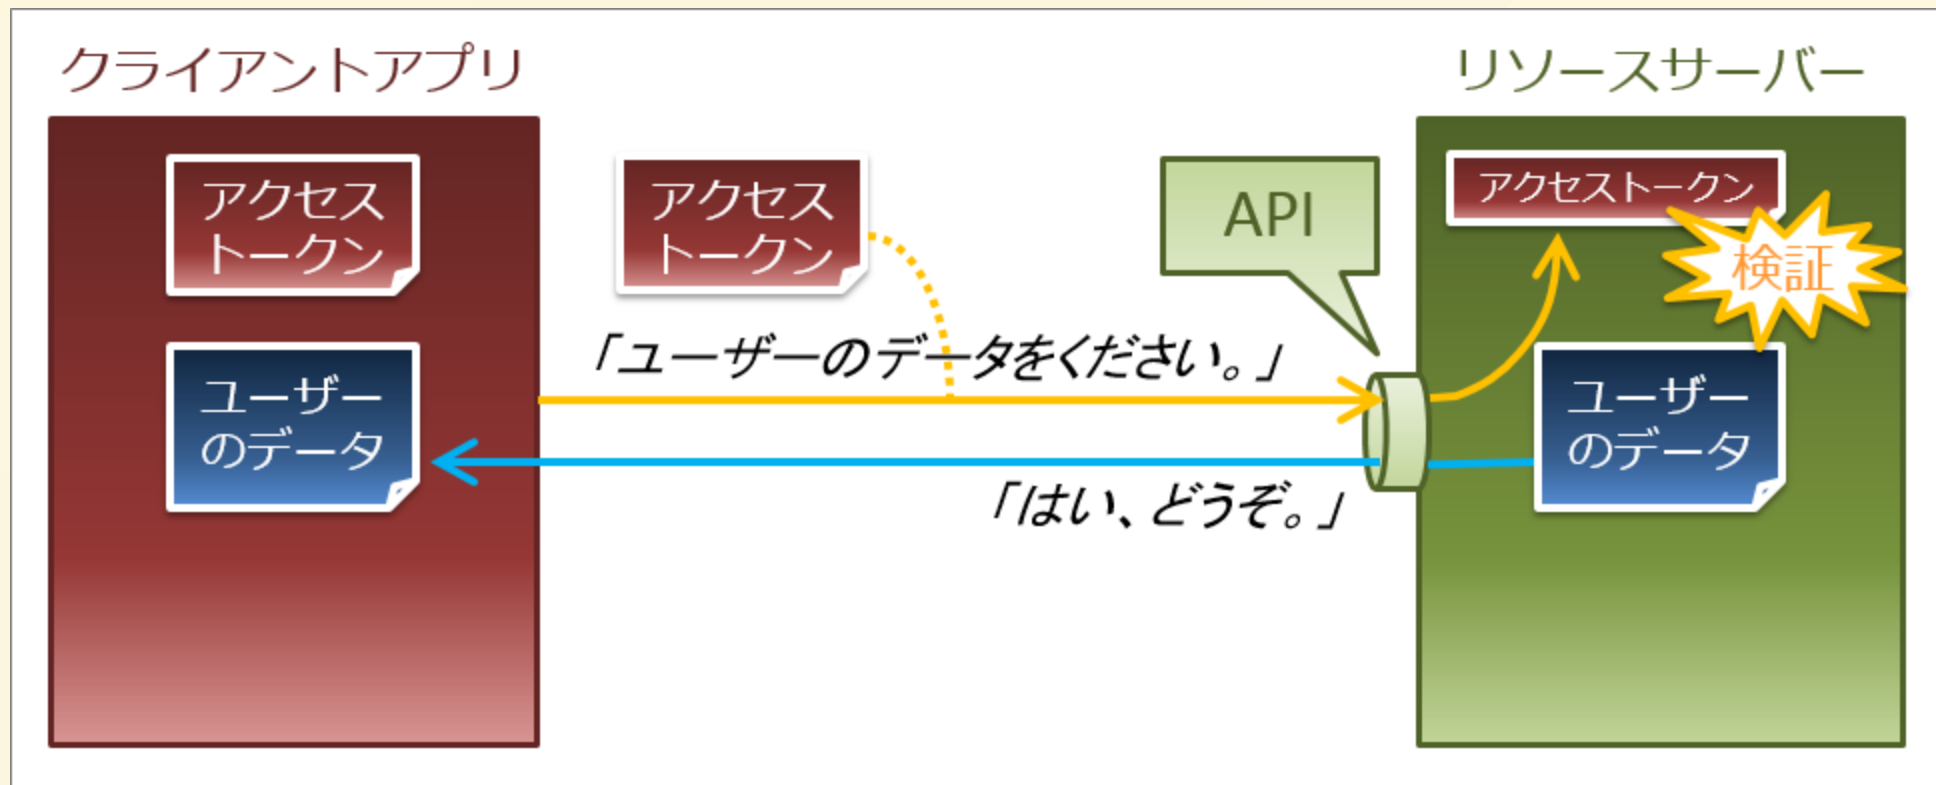 クライアントアプリ
リソースサーバー
アクセス
トークン
アクセス
トークン
API
アクセストークン
検証
「ユーザーのデータをください。」
ユーザー
のデータ
ユーザー
のデータ
「はい、どうぞ。」